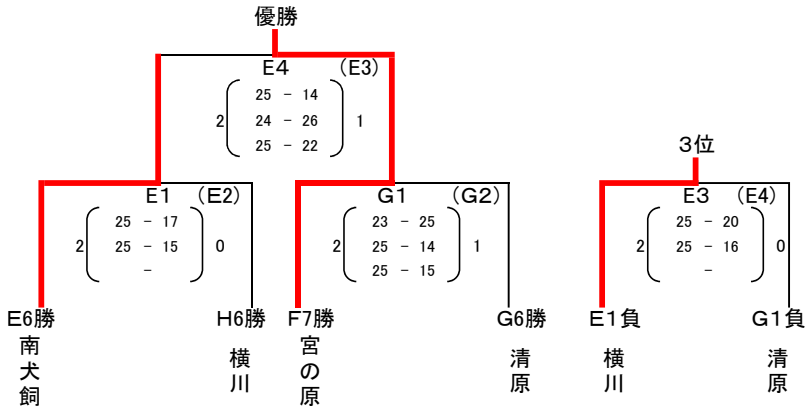 優勝
E4 (E3)
2 25 - 14 1
24 - 26
25 - 22
3位
E1 (E2)
2 25 - 17 0
25 - 15
-
G1 (G2)
2 23 - 25 1
25 - 14
25 - 15
E3 (E4)
2 25 - 20 0
25 - 16
-
E6勝
南犬飼
H6勝
横川
F7勝
宮の原
G6勝
清原
E1負
横川
G1負
清原